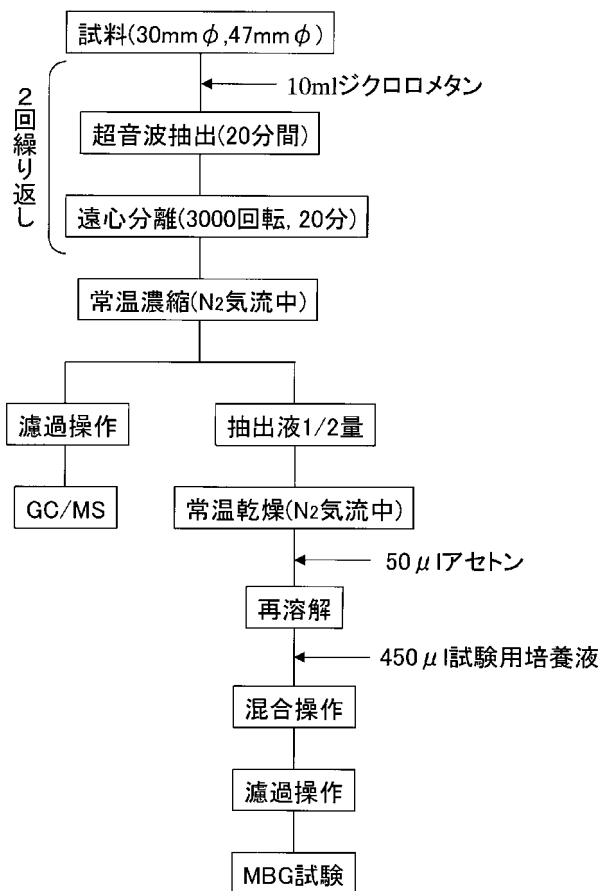 試料(30mmφ,47mmφ)
10mlジクロロメタン
2回繰り返し
超音波抽出(20分間)
遠心分離(3000回転, 20分)
常温濃縮(N2気流中)
濾過操作
抽出液1/2量
GC/MS
常温乾燥(N2気流中)
50μlアセトン
再溶解
450μl試験用培養液
混合操作
濾過操作
MBG試験